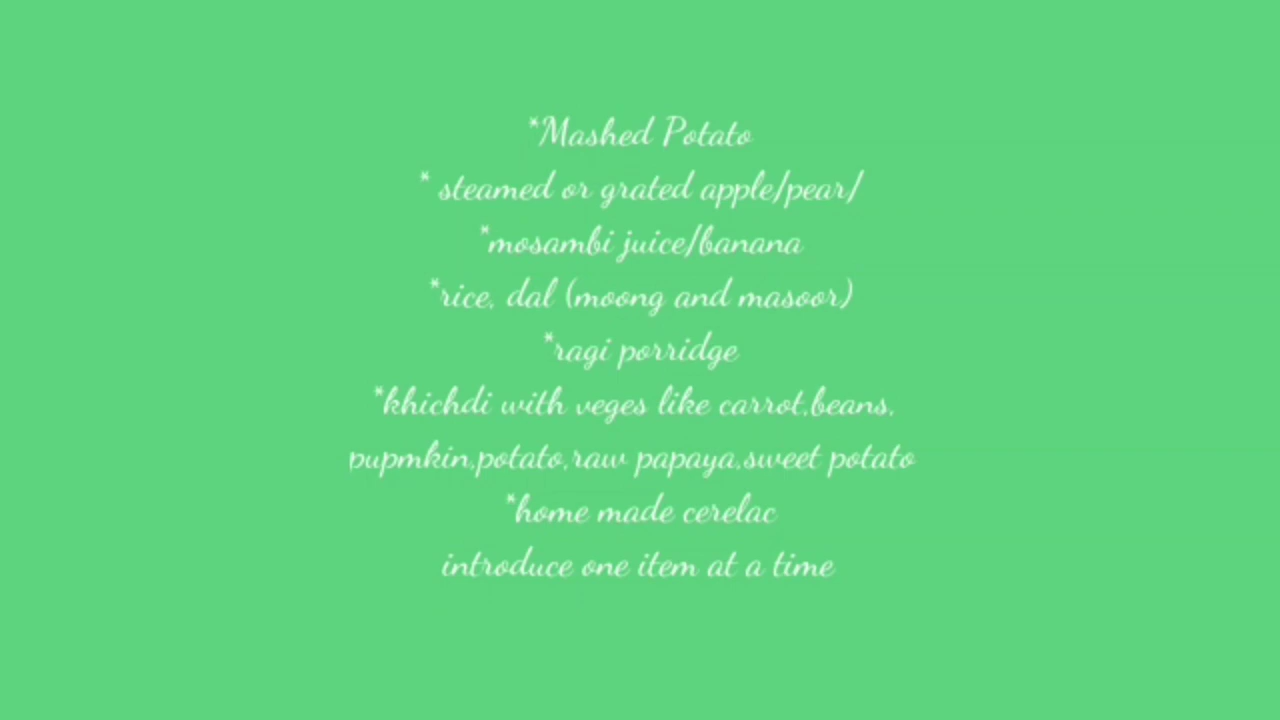 *Mashed Potato
* steamed or grated apple/pear/
*mosambi juice/banana
*rice, dal (moong and masoor)
*ragi porridge
*khichdi with veges like carrot,beans,
pupmkin,potato,raw papaya,sweet potato
*home made cerelac
introduce one item at a time